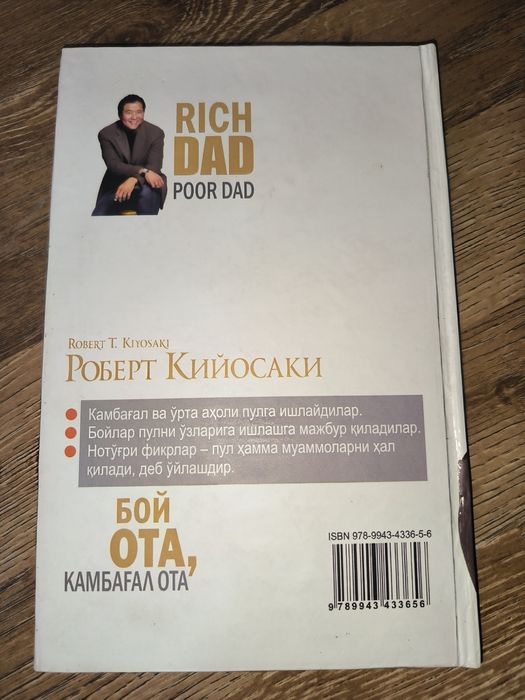 RICH
DAD
POOR DAD
ROBERT T. KIYOSAKI
РОБЕРТ КИЙОСАКИ
Камбағал ва ўрта аҳоли пулга ишлайдилар.
Бойлар пулни ўзларига ишлашга мажбур қиладилар.
Нотўғри фикрлар – пул ҳамма муаммоларни ҳал
қилади, деб ўйлашдир.
БОЙ
ОТА,
КАМБАҒАЛ ОТА
ISBN 978-9943-4336-5-6
9 789943 433656